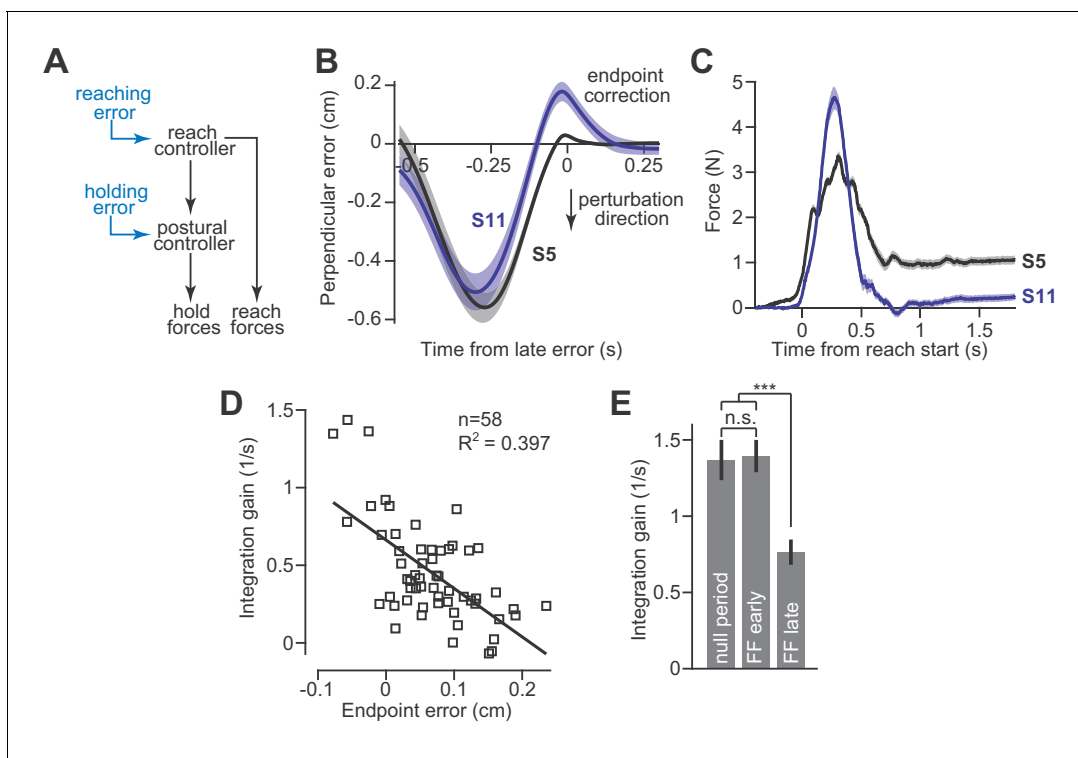 A
reaching
error
reach
controller
holding
error
postural
controller
hold
forces
reach
forces
B
Perpendicular error (cm)
0.2
0
-0.2
-0.4
-0.6
-0.5
-0.25
0
0.25
endpoint
correction
perturbation
direction
S11
S5
Time from late error (s)
C
Force (N)
5
4
3
2
1
0
0
0.5
1
1.5
S5
S11
Time from reach start (s)
D
Integration gain (1/s)
1.5
1
0.5
0
n=58
R² = 0.397
-0.1
0
0.1
0.2
Endpoint error (cm)
E
Integration gain (1/s)
1.5
1
0.5
0
***
n.s.
null period
FF early
FF late